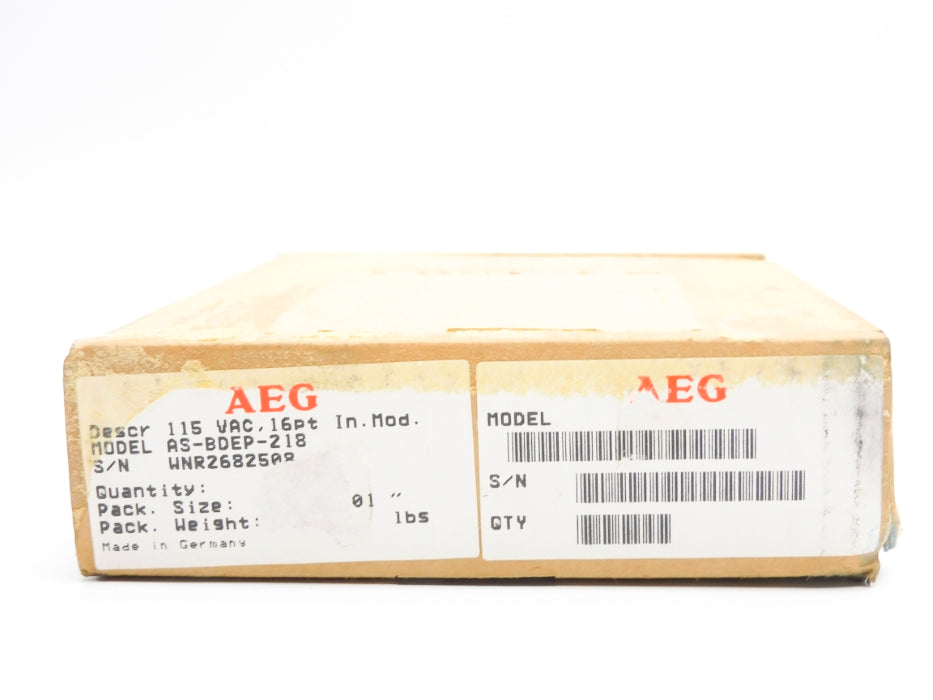 AEG
Descr 115 VAC,16pt In.Mod.
MODEL AS-BDEP-218
S/N WNR2682508
Quantity:
Pack. Size: 01 "
Pack. Weight: lbs
Made in Germany
AEG
MODEL
S/N
QTY